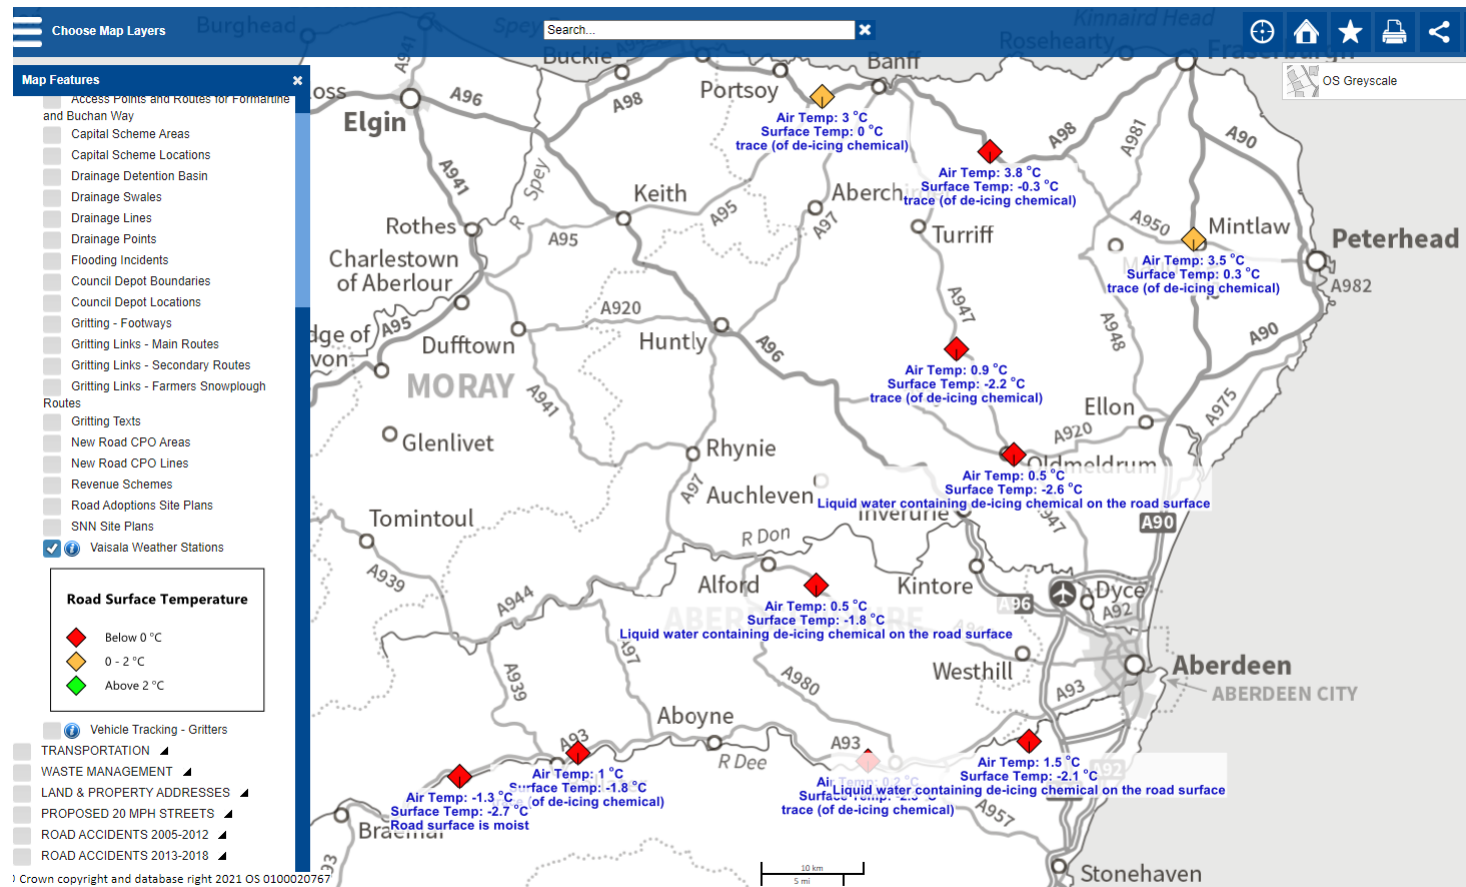 Choose Map Layers
Search...
Map Features
Access Points and Routes for Formartine
and Buchan Way
Capital Scheme Areas
Capital Scheme Locations
Drainage Detention Basin
Drainage Swales
Drainage Lines
Drainage Points
Flooding Incidents
Council Depot Boundaries
Council Depot Locations
Gritting - Footways
Gritting Links - Main Routes
Gritting Links - Secondary Routes
Gritting Links - Farmers Snowplough
Routes
Gritting Texts
New Road CPO Areas
New Road CPO Lines
Revenue Schemes
Road Adoptions Site Plans
SNN Site Plans
Vaisala Weather Stations
Road Surface Temperature
Below 0 °C
0 - 2 °C
Above 2 °C
Vehicle Tracking - Gritters
TRANSPORTATION
WASTE MANAGEMENT
LAND & PROPERTY ADDRESSES
PROPOSED 20 MPH STREETS
ROAD ACCIDENTS 2005-2012
ROAD ACCIDENTS 2013-2018
Crown copyright and database right 2021 OS 0100020767
OS Greyscale
Burghead
Spey
Kinnaird Head
Rosehearty
Fraserburgh
Buckie
Banff
Portsoy
A941
A96
A98
Elgin
Air Temp: 3 °C
Surface Temp: 0 °C
trace (of de-icing chemical)
A98
A981
A90
Air Temp: 3.8 °C
Surface Temp: -0.3 °C
trace (of de-icing chemical)
A941
R Spey
Keith
A95
A97
Rothes
A95
Turriff
A950
Mintlaw
Peterhead
Air Temp: 3.5 °C
Surface Temp: 0.3 °C
trace (of de-icing chemical)
A982
Charlestown
of Aberlour
A95
A920
Huntly
Dufftown
A96
A947
A948
A90
MORAY
A941
Air Temp: 0.9 °C
Surface Temp: -2.2 °C
trace (of de-icing chemical)
Ellon
A975
A920
Glenlivet
Rhynie
Oldmeldrum
Air Temp: 0.5 °C
Surface Temp: -2.6 °C
Liquid water containing de-icing chemical on the road surface
A97
Auchleven
Inverurie
A90
Tomintoul
R Don
A939
Alford
Kintore
Dyce
A944
A96
A92
Air Temp: 0.5 °C
Surface Temp: -1.8 °C
Liquid water containing de-icing chemical on the road surface
A97
Westhill
Aberdeen
ABERDEEN CITY
A939
A980
A93
Aboyne
A93
A93
R Dee
Air Temp: 1 °C
Surface Temp: -1.8 °C
(of de-icing chemical)
Air Temp: -1.3 °C
Surface Temp: -2.7 °C
Road surface is moist
Braemar
Air Temp: 1.5 °C
Surface Temp: -2.1 °C
Liquid water containing de-icing chemical on the road surface
A92
trace (of de-icing chemical)
A957
10 km
5 mi
Stonehaven